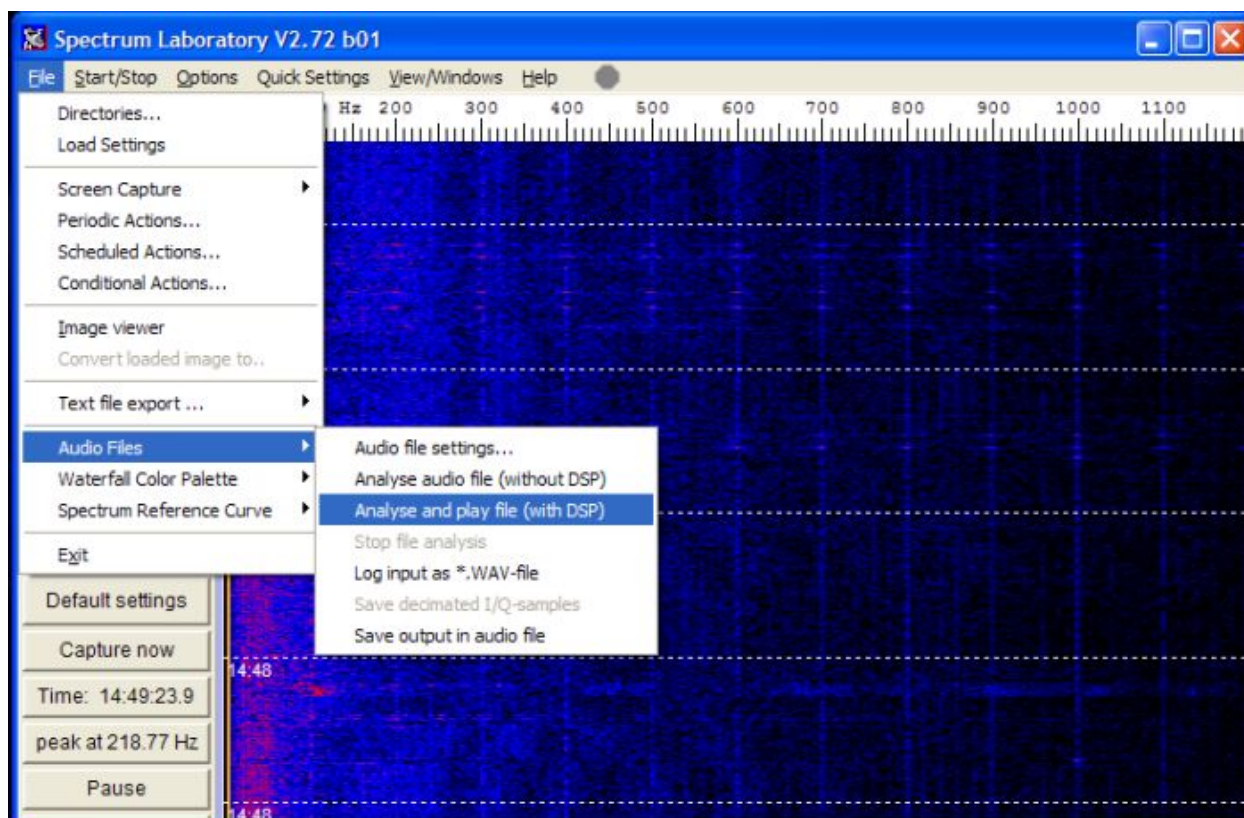 Spectrum Laboratory V2.72 b01
File Start/Stop Options Quick Settings View/Windows Help
Hz 200 300 400 500 600 700 800 900 1000 1100
Directories...
Load Settings
Screen Capture
Periodic Actions...
Scheduled Actions...
Conditional Actions...
Image viewer
Convert loaded image to..
Text file export ...
Audio Files
Waterfall Color Palette
Spectrum Reference Curve
Exit
Audio file settings...
Analyse audio file (without DSP)
Analyse and play file (with DSP)
Stop file analysis
Log input as *.WAV-file
Save decimated I/Q-samples
Save output in audio file
Default settings
Capture now
14:48
Time: 14:49:23.9
peak at 218.77 Hz
Pause
14:48